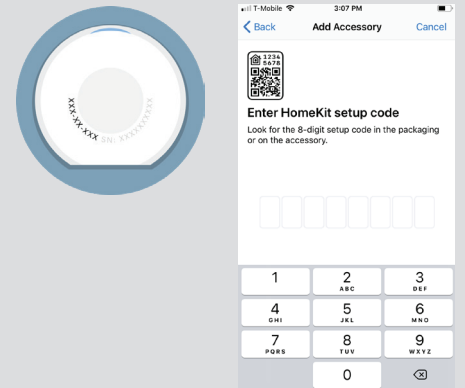 XXX-XX-XXX SN: XXXXXXXXXX
T-Mobile 3:07 PM
Back Add Accessory Cancel
1234
5678
Enter HomeKit setup code
Look for the 8-digit setup code in the packaging
or on the accessory.
1 2 3
ABC DEF
4 5 6
GHI JKL MNO
7 8 9
PQRS TUV WXYZ
0